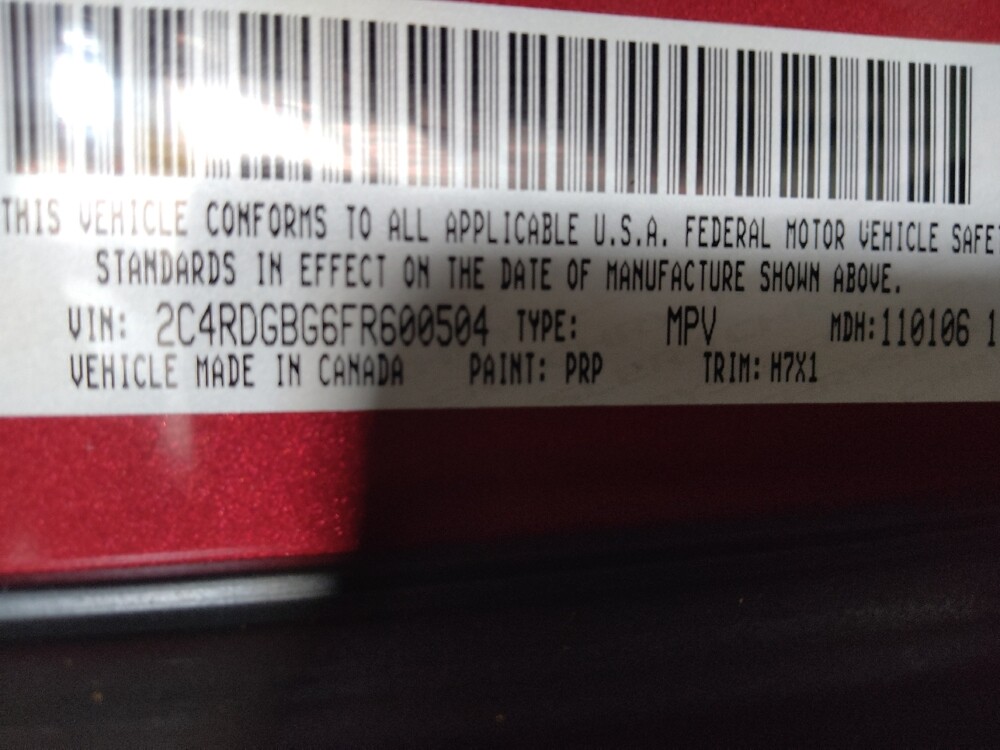 THIS VEHICLE CONFORMS TO ALL APPLICABLE U.S.A. FEDERAL MOTOR VEHICLE SAFET
STANDARDS IN EFFECT ON THE DATE OF MANUFACTURE SHOWN ABOVE.
VIN: 2C4RDGBG6FR600504 TYPE: MPV MDH: 110106 1
VEHICLE MADE IN CANADA PAINT: PRP TRIM: H7X1